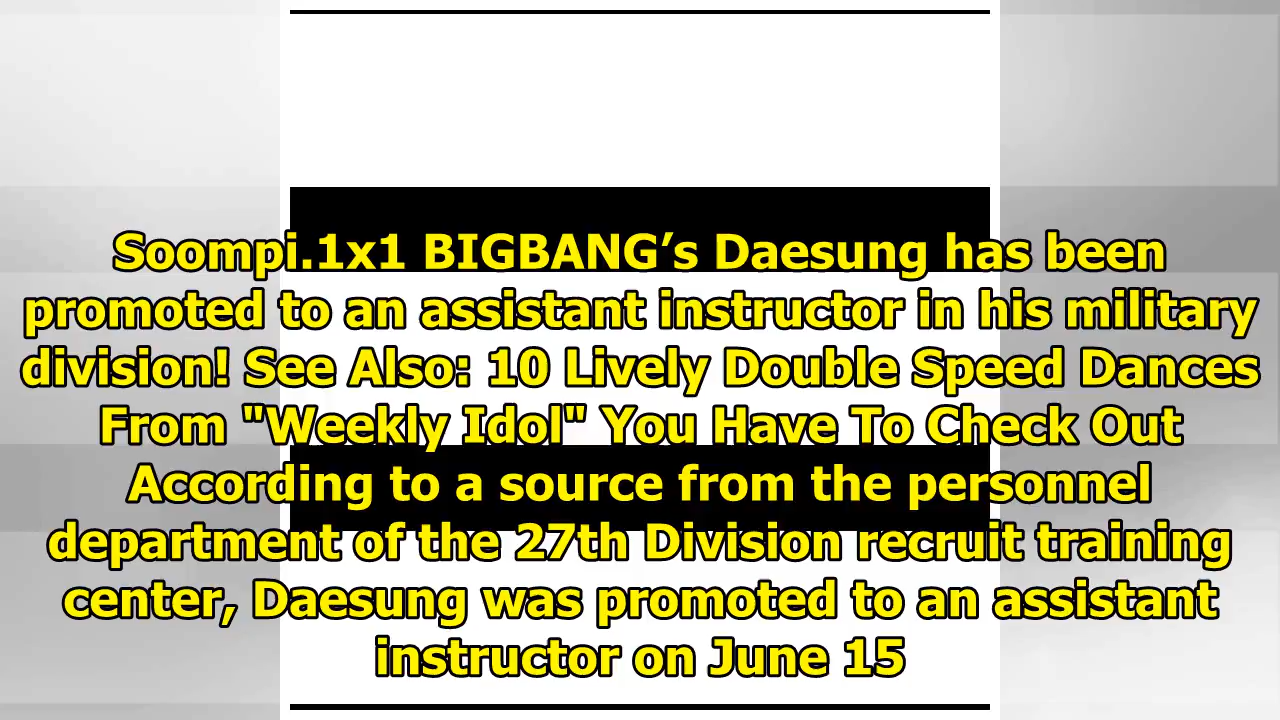 Soompi.1x1 BIGBANG’s Daesung has been
promoted to an assistant instructor in his military
division! See Also: 10 Lively Double Speed Dances
From "Weekly Idol" You Have To Check Out
According to a source from the personnel
department of the 27th Division recruit training
center, Daesung was promoted to an assistant
instructor on June 15